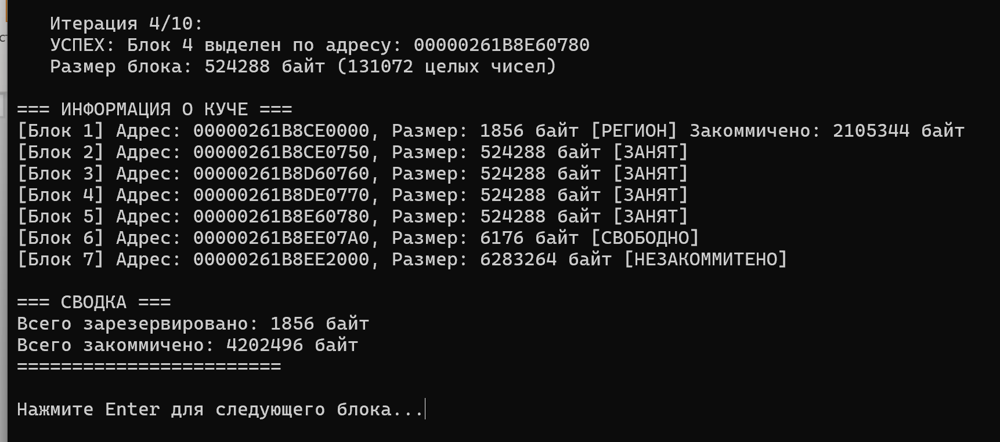 Итерация 4/10:
УСПЕХ: Блок 4 выделен по адресу: 00000261B8E60780
Размер блока: 524288 байт (131072 целых чисел)
=== ИНФОРМАЦИЯ О КУЧЕ ===
[Блок 1] Адрес: 00000261B8CE0000, Размер: 1856 байт [РЕГИОН] Закоммичено: 2105344 байт
[Блок 2] Адрес: 00000261B8CE0750, Размер: 524288 байт [ЗАНЯТ]
[Блок 3] Адрес: 00000261B8D60760, Размер: 524288 байт [ЗАНЯТ]
[Блок 4] Адрес: 00000261B8DE0770, Размер: 524288 байт [ЗАНЯТ]
[Блок 5] Адрес: 00000261B8E60780, Размер: 524288 байт [ЗАНЯТ]
[Блок 6] Адрес: 00000261B8EE07A0, Размер: 6176 байт [СВОБОДНО]
[Блок 7] Адрес: 00000261B8EE2000, Размер: 6283264 байт [НЕЗАКОММИТЕНО]
=== СВОДКА ===
Всего зарезервировано: 1856 байт
Всего закоммичено: 4202496 байт
========================
Нажмите Enter для следующего блока...